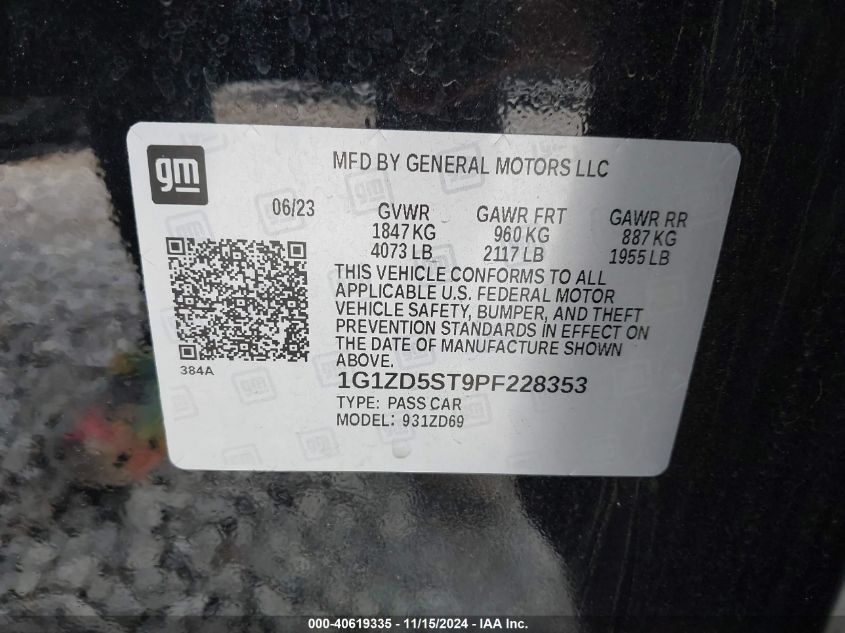 gm
MFD BY GENERAL MOTORS LLC
06/23 GVWR GAWR FRT GAWR RR
1847 KG 960 KG 887 KG
4073 LB 2117 LB 1955 LB
THIS VEHICLE CONFORMS TO ALL
APPLICABLE U.S. FEDERAL MOTOR
VEHICLE SAFETY, BUMPER, AND THEFT
PREVENTION STANDARDS IN EFFECT ON
THE DATE OF MANUFACTURE SHOWN
ABOVE.
384A
1G1ZD5ST9PF228353
TYPE: PASS CAR
MODEL: 931ZD69
000-40619335 - 11/15/2024 - IAA Inc.